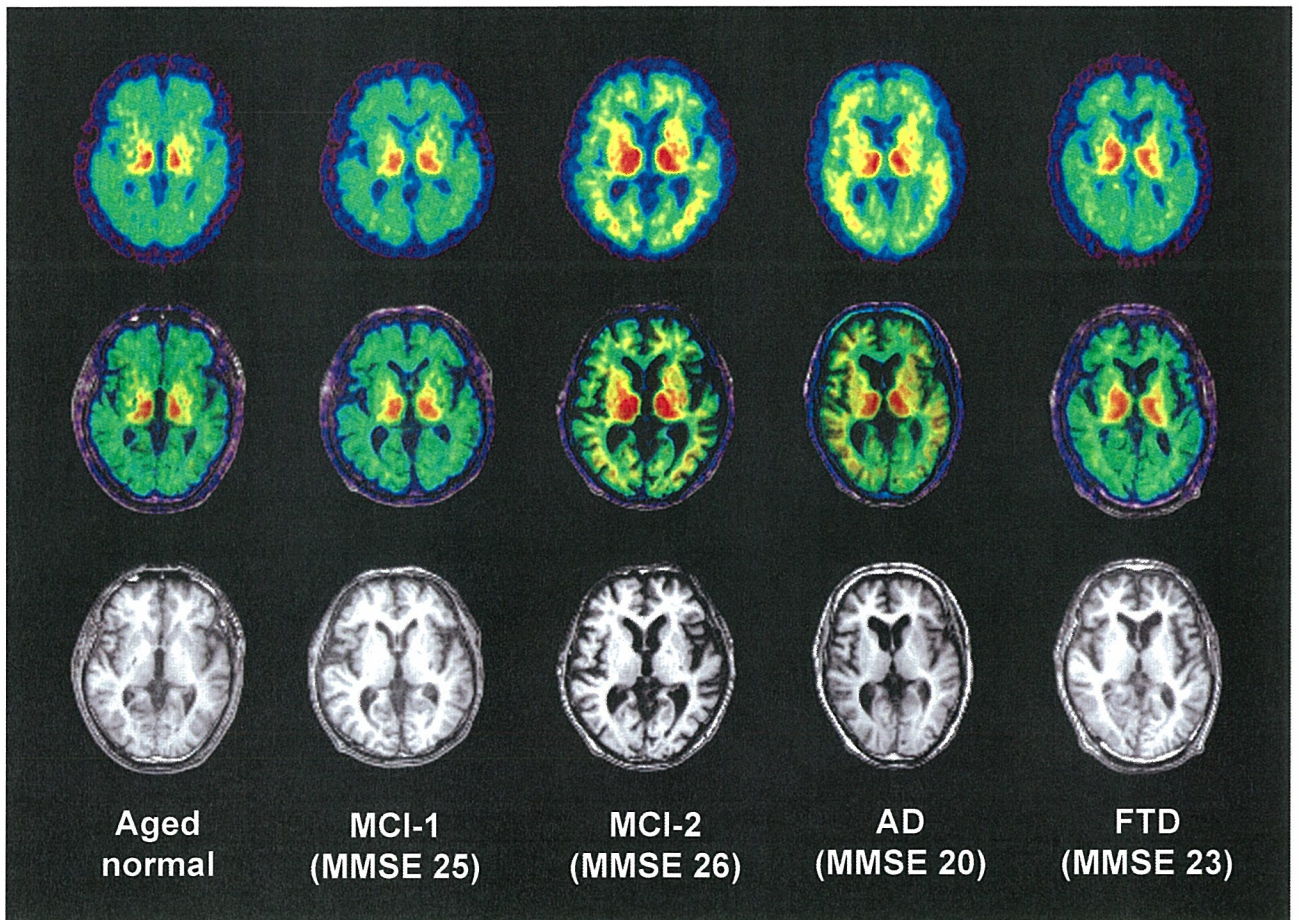 Aged
normal
MCI-1
(MMSE 25)
MCI-2
(MMSE 26)
AD
(MMSE 20)
FTD
(MMSE 23)